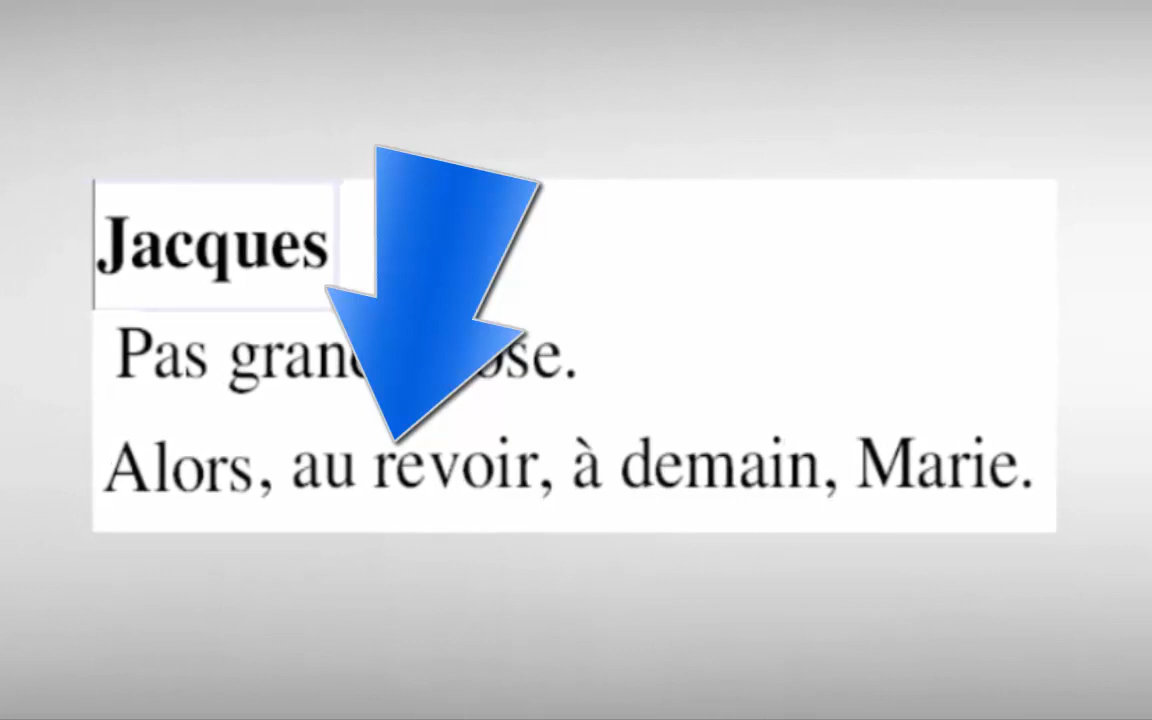 Jacques
Pas
Alors, au revoir, à demain, Marie.